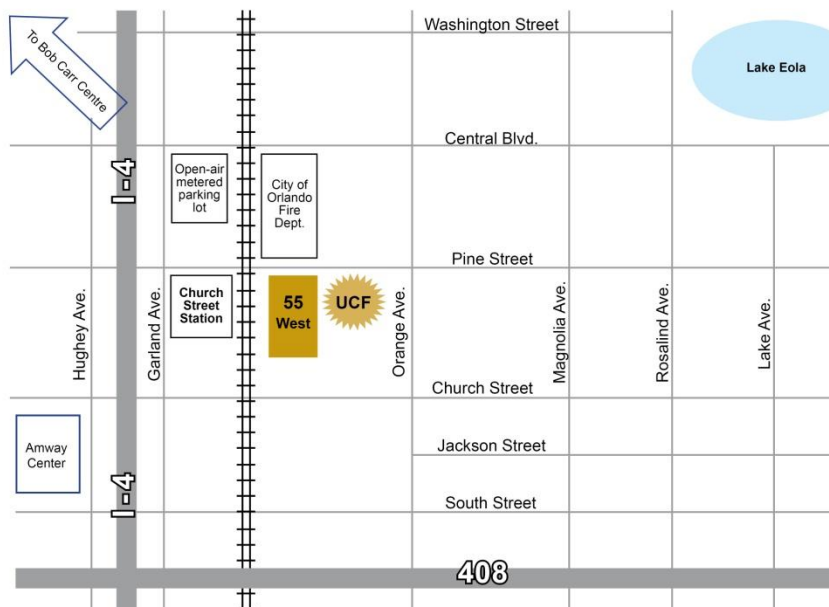 Washington Street
To Bob Carr Centre
Lake Eola
Central Blvd.
I-4
Open-air
metered
parking
lot
City of
Orlando
Fire
Dept.
Pine Street
Hughey Ave.
Garland Ave.
Church
Street
Station
55
West
UCF
Orange Ave.
Magnolia Ave.
Rosalind Ave.
Lake Ave.
Church Street
Amway
Center
Jackson Street
I-4
South Street
408